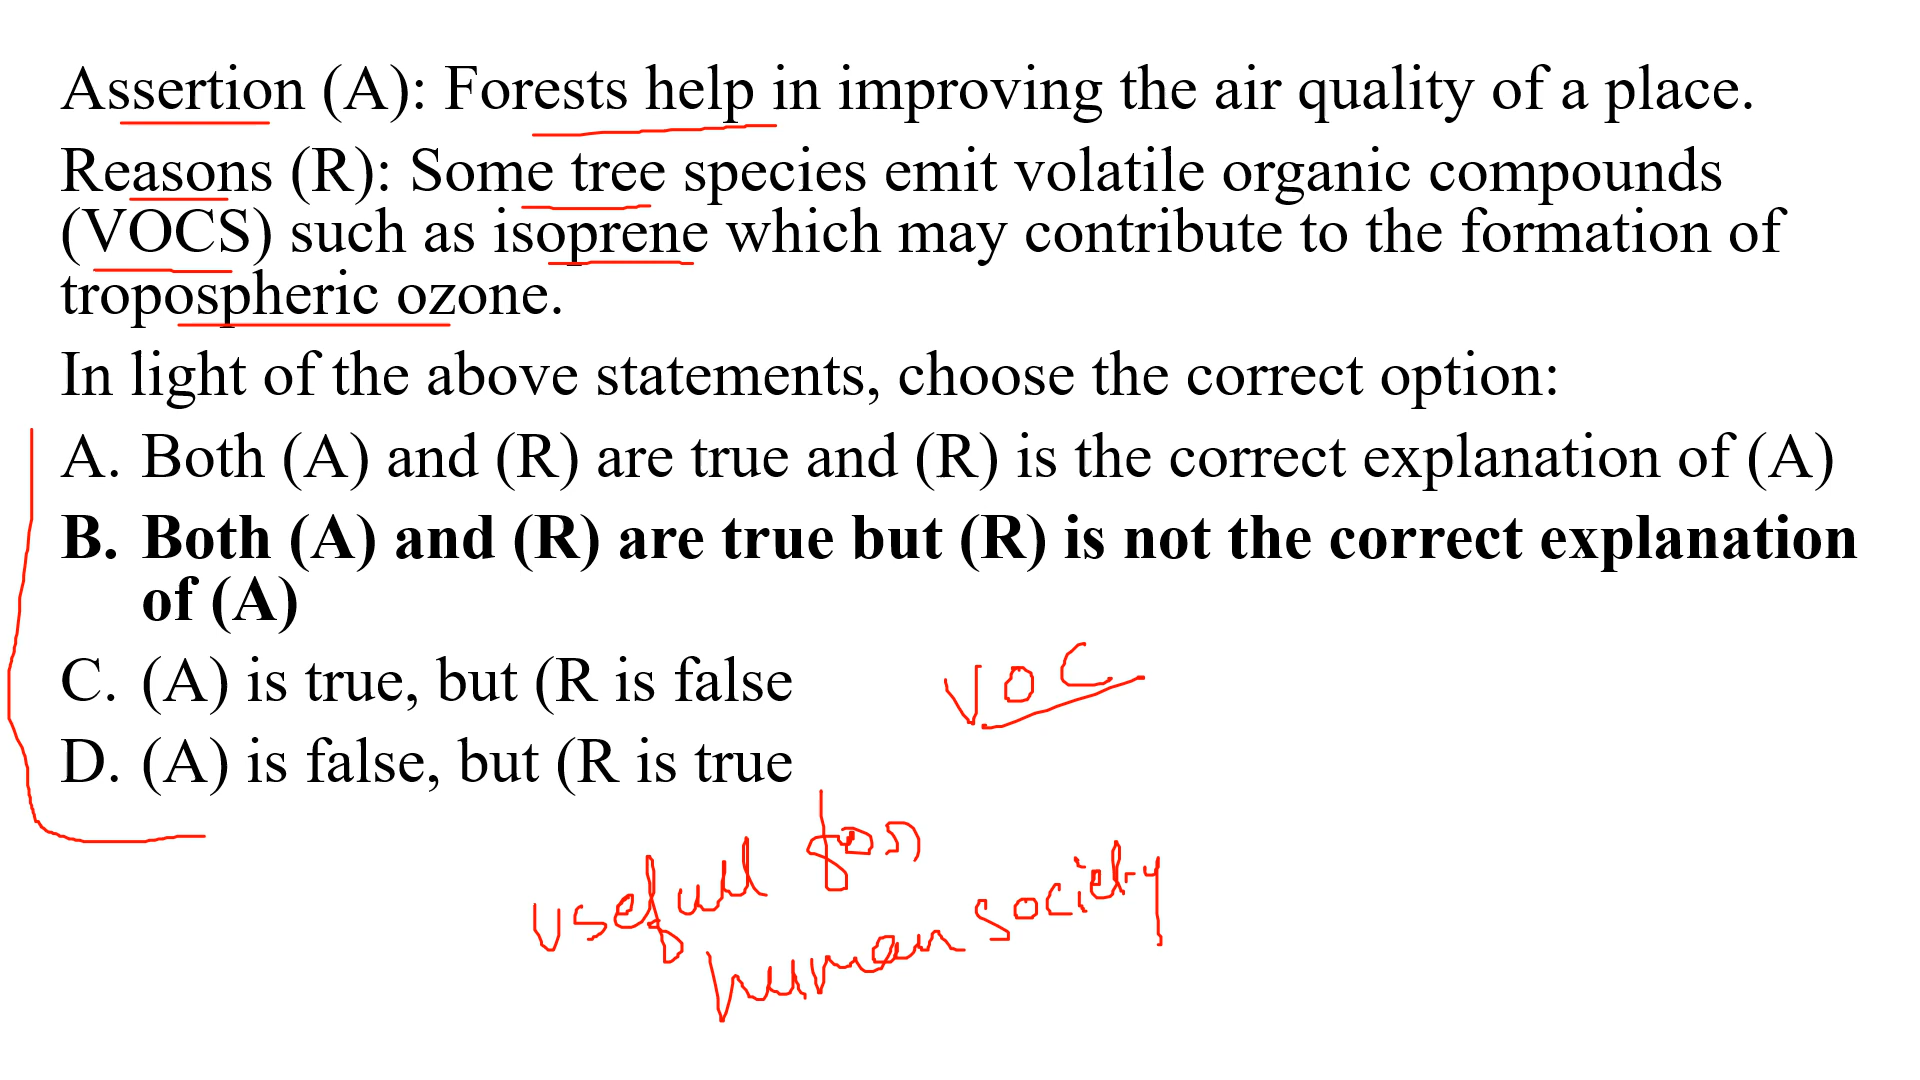 Assertion (A): Forests help in improving the air quality of a place.
Reasons (R): Some tree species emit volatile organic compounds
(VOCS) such as isoprene which may contribute to the formation of
tropospheric ozone.
In light of the above statements, choose the correct option:
A. Both (A) and (R) are true and (R) is the correct explanation of (A)
B. Both (A) and (R) are true but (R) is not the correct explanation
of (A)
C. (A) is true, but (R is false
D. (A) is false, but (R is true
VOC
usefull for
human society